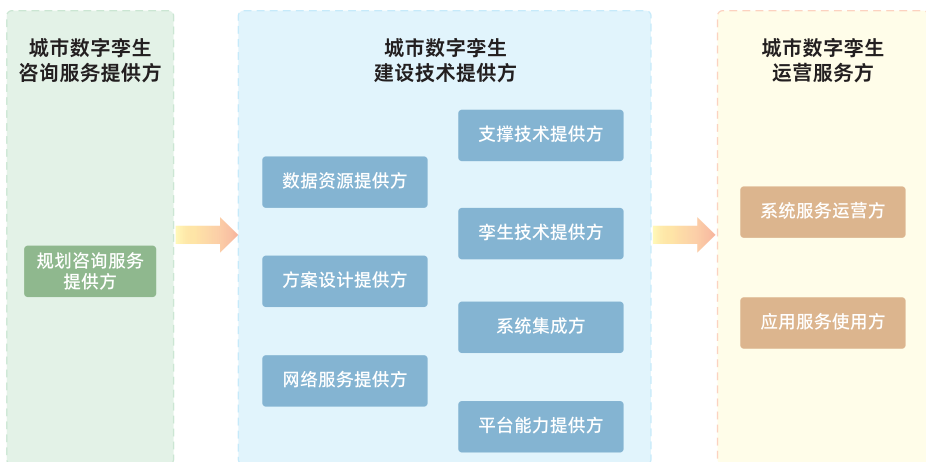 城市数字孪生
咨询服务提供方
规划咨询服务
提供方
城市数字孪生
建设技术提供方
数据资源提供方
方案设计提供方
网络服务提供方
支撑技术提供方
孪生技术提供方
系统集成方
平台能力提供方
城市数字孪生
运营服务方
系统服务运营方
应用服务使用方